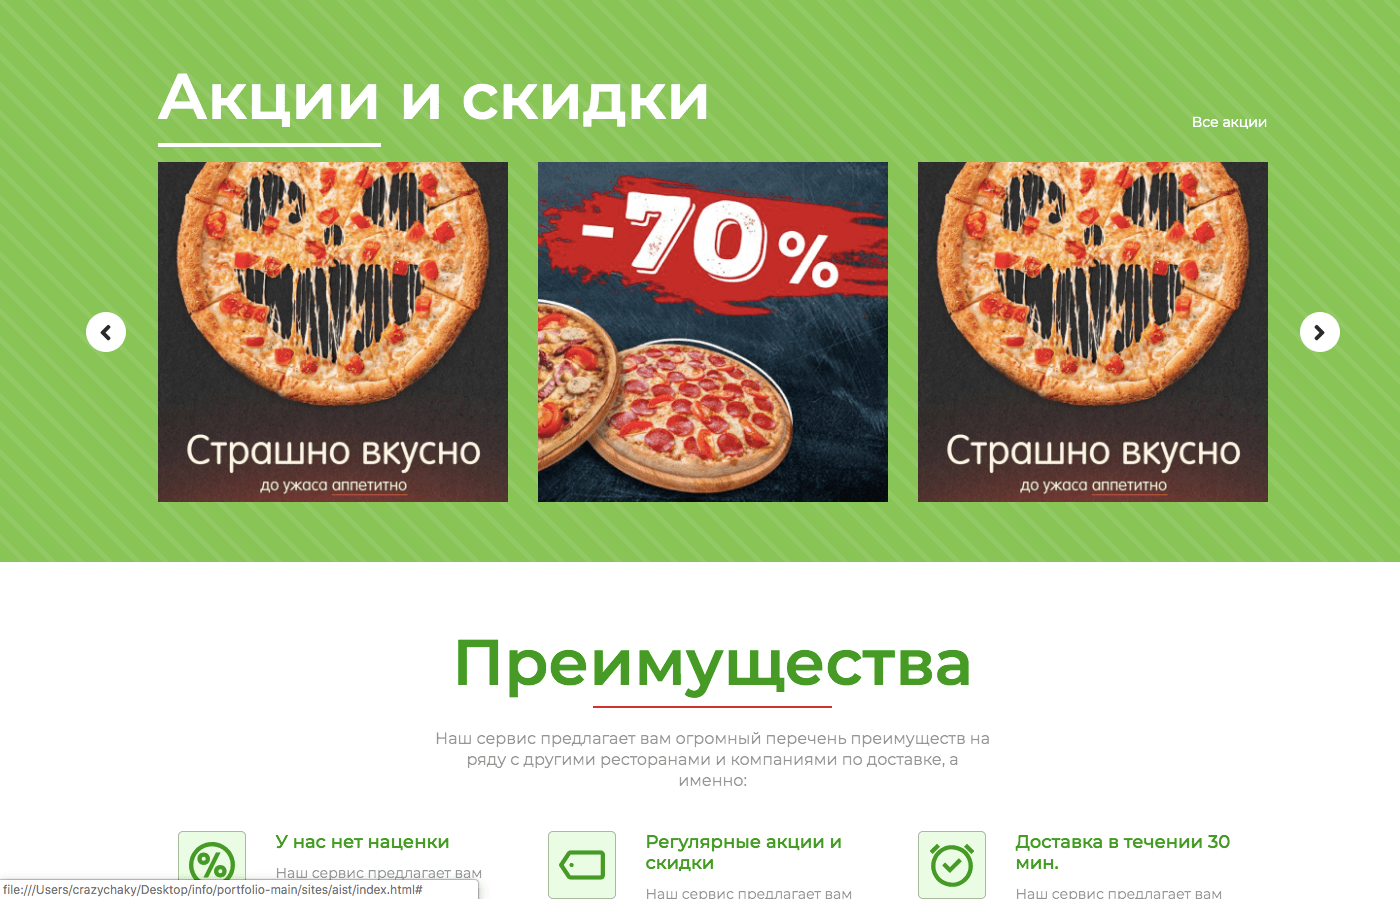 Акции и скидки
Все акции
Страшно вкусно
до ужаса аппетитно
-70%
Страшно вкусно
до ужаса аппетитно
Преимущества
Наш сервис предлагает вам огромный перечень преимуществ на
ряду с другими ресторанами и компаниями по доставке, а
именно:
У нас нет наценки
Наш сервис предлагает вам
Регулярные акции и
скидки
Наш сервис предлагает вам
Доставка в течении 30
мин.
Наш сервис предлагает вам
file:///Users/crazychaky/Desktop/info/portfolio-main/sites/aist/index.html#